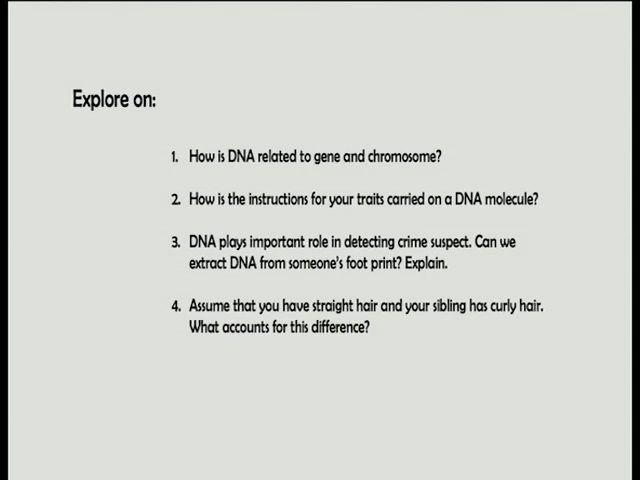 Explore on:
1. How is DNA related to gene and chromosome?
2. How is the instructions for your traits carried on a DNA molecule?
3. DNA plays important role in detecting crime suspect. Can we
extract DNA from someone's foot print? Explain.
4. Assume that you have straight hair and your sibling has curly hair.
What accounts for this difference?